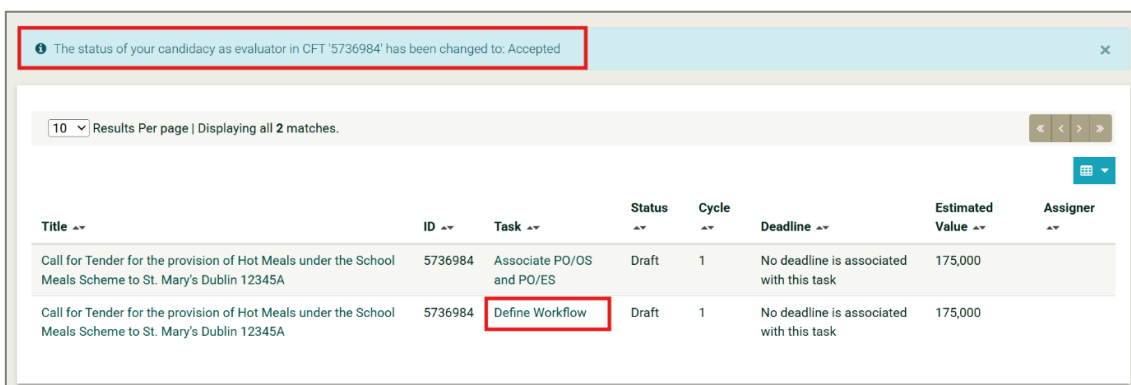 The status of your candidacy as evaluator in CFT '5736984' has been changed to: Accepted ×
10 Results Per page | Displaying all 2 matches. « < > »
Status Cycle Estimated Assigner
Title ID Task Deadline Value
Call for Tender for the provision of Hot Meals under the School 5736984 Associate PO/OS Draft 1 No deadline is associated 175,000
Meals Scheme to St. Mary's Dublin 12345A and PO/ES with this task
Call for Tender for the provision of Hot Meals under the School 5736984 Define Workflow Draft 1 No deadline is associated 175,000
Meals Scheme to St. Mary's Dublin 12345A with this task